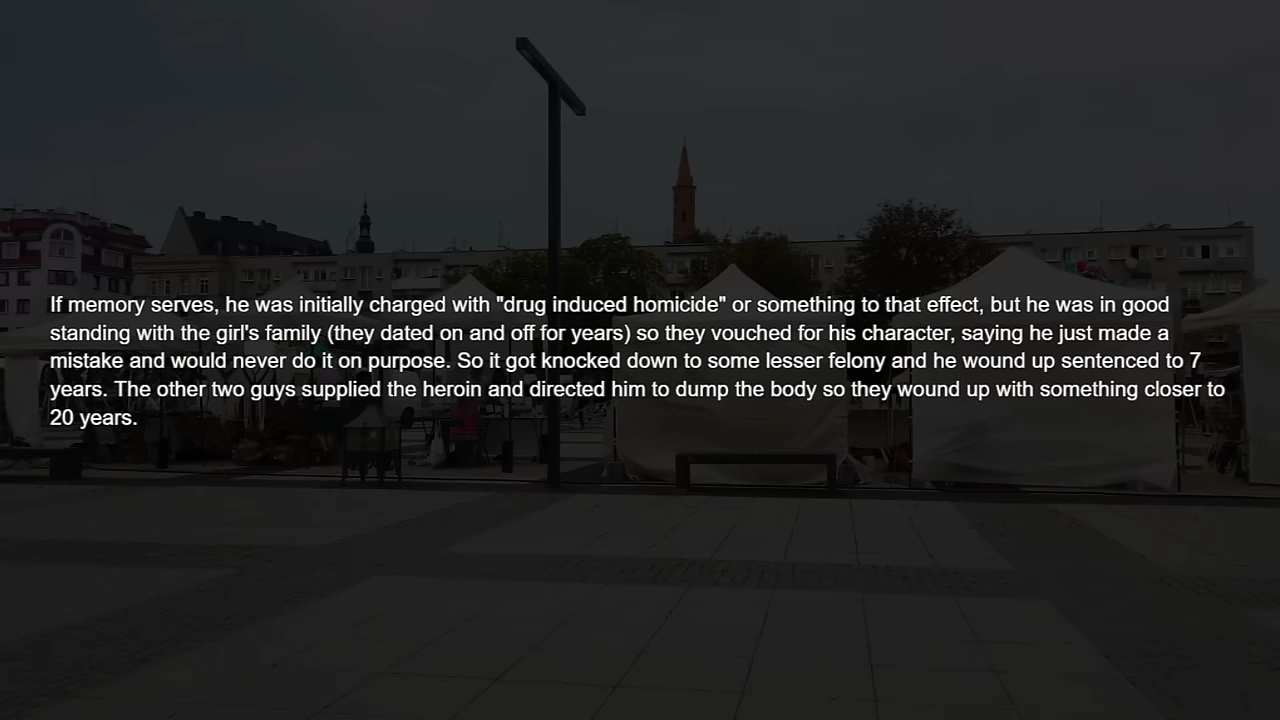 If memory serves, he was initially charged with "drug induced homicide" or something to that effect, but he was in good
standing with the girl's family (they dated on and off for years) so they vouched for his character, saying he just made a
mistake and would never do it on purpose. So it got knocked down to some lesser felony and he wound up sentenced to 7
years. The other two guys supplied the heroin and directed him to dump the body so they wound up with something closer to
20 years.